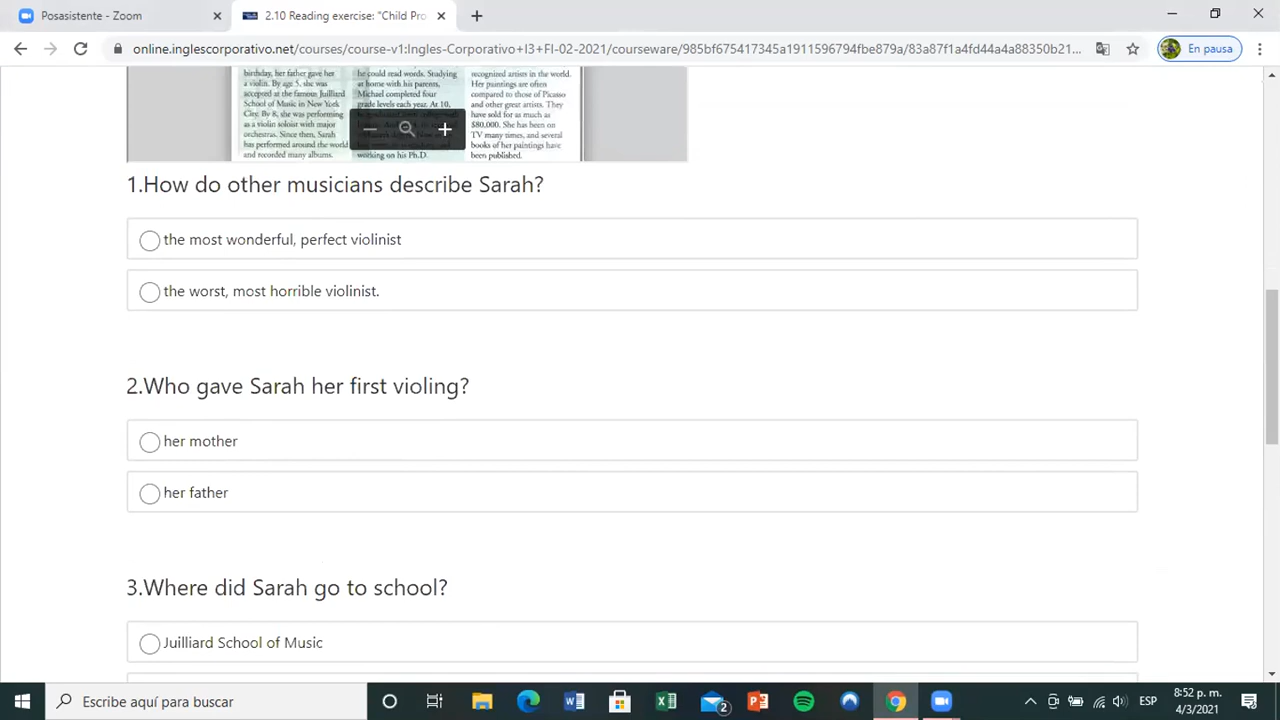 Posasistente - Zoom
2.10 Reading exercise: "Child Pro
online.inglescorporativo.net/courses/course-v1:Ingles-Corporativo+I3+FI-02-2021/courseware/985bf675417345a1911596794fbe879a/83a87f1a4fd44a4a88350b21...
En pausa
birthday, her father gave her
a violin. By age 5, she was
accepted at the famous Juilliard
School of Music in New York
City. By 8, she was performing
as a violin soloist with major
orchestras. Since then, Sarah
has performed around the world
and recorded many albums.
he could read words. Studying
at home with his parents,
Michael completed four
grade levels each year. At 10,
working on his Ph.D.
recognized artists in the world.
Her paintings are often
compared to those of Picasso
and other great artists. They
have sold for as much as
$80,000. She has been on
TV many times, and several
books of her paintings have
been published.
1.How do other musicians describe Sarah?
the most wonderful, perfect violinist
the worst, most horrible violinist.
2.Who gave Sarah her first violing?
her mother
her father
3.Where did Sarah go to school?
Juilliard School of Music
Escribe aquí para buscar
2
ESP
8:52 p. m.
4/3/2021